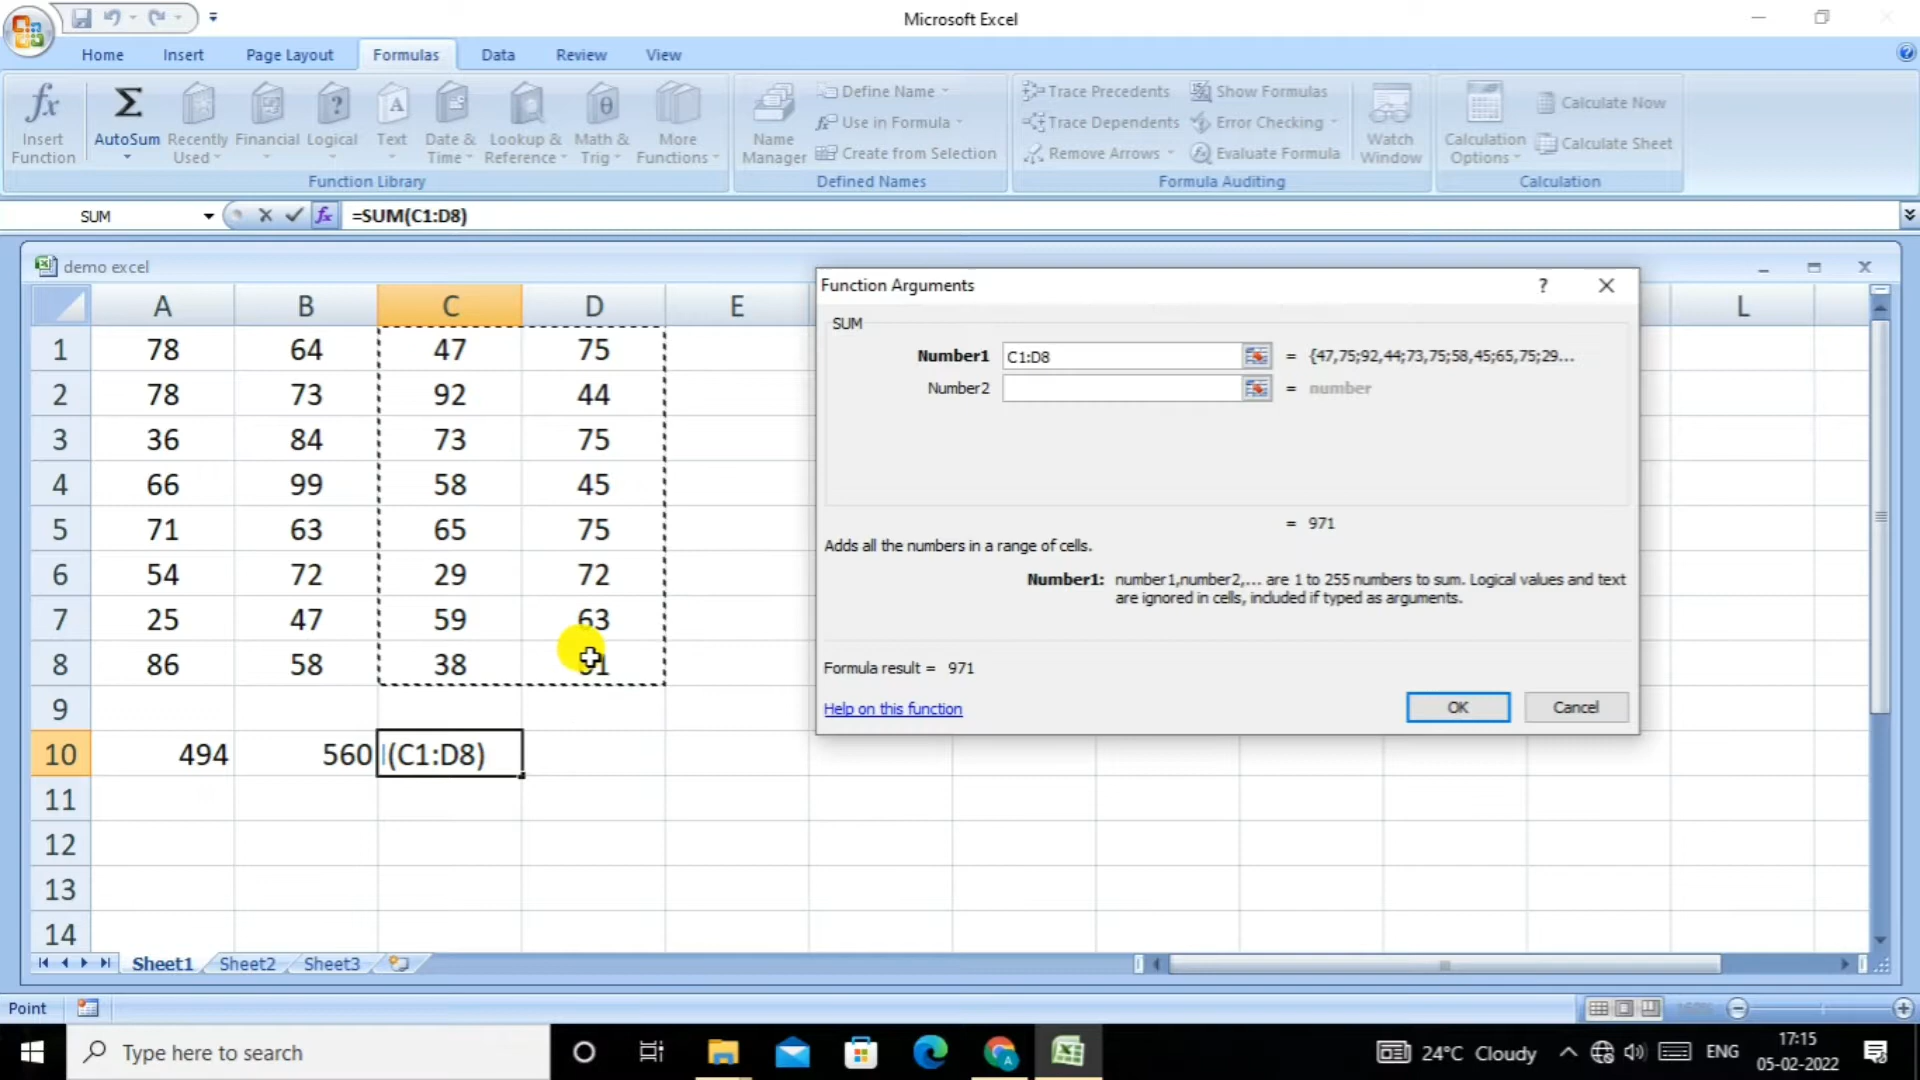 Microsoft Excel
Home Insert Page Layout Formulas Data Review View
fx Insert Function
Σ AutoSum
Recently Used
Financial
Logical
Text
Date & Time
Lookup & Reference
Math & Trig
More Functions
Function Library
Name Manager
Define Name
Use in Formula
Create from Selection
Defined Names
Trace Precedents
Trace Dependents
Remove Arrows
Show Formulas
Error Checking
Evaluate Formula
Watch Window
Formula Auditing
Calculation Options
Calculate Now
Calculate Sheet
Calculation
SUM fx =SUM(C1:D8)
demo excel
A B C D E L
1 78 64 47 75
2 78 73 92 44
3 36 84 73 75
4 66 99 58 45
5 71 63 65 75
6 54 72 29 72
7 25 47 59 63
8 86 58 38
9
10 494 560 (C1:D8)
11
12
13
14
Function Arguments ?
SUM
Number1 C1:D8 = {47,75;92,44;73,75;58,45;65,75;29...
Number2 = number
= 971
Adds all the numbers in a range of cells.
Number1: number1,number2,... are 1 to 255 numbers to sum. Logical values and text
are ignored in cells, included if typed as arguments.
Formula result = 971
Help on this function
OK Cancel
Sheet1 Sheet2 Sheet3
Point
Type here to search
24°C Cloudy
ENG
17:15
05-02-2022